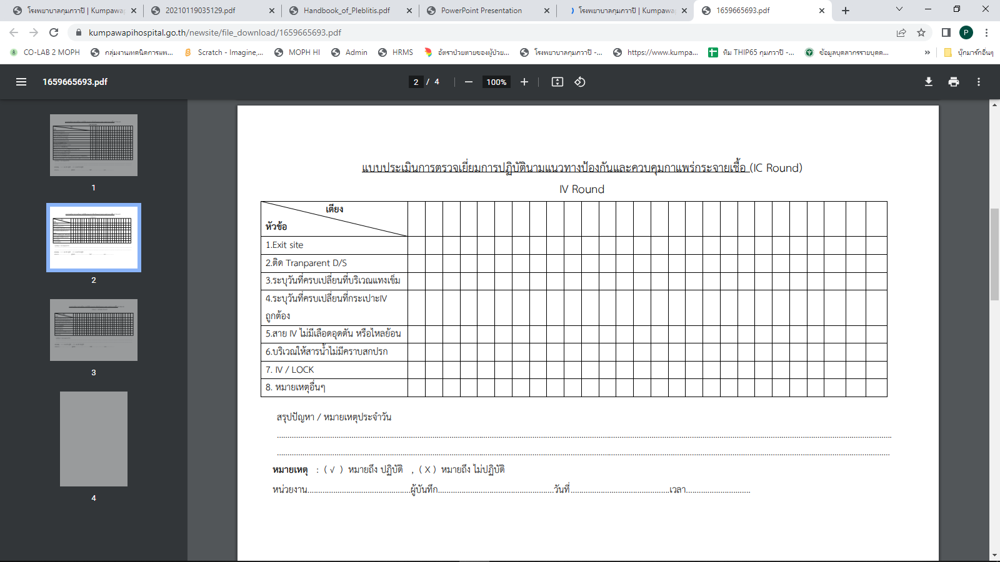 โรงพยาบาลกุมภวาปี | Kumpawap
20210119035129.pdf
Handbook_of_Pleblitis.pdf
PowerPoint Presentation
โรงพยาบาลกุมภวาปี | Kumpawap
1659665693.pdf
kumpawapihospital.go.th/newsite/file_download/1659665693.pdf
P
CO-LAB 2 MOPH
กลุ่มงานเทคนิคการแพ...
Scratch - Imagine,...
MOPH HI
Admin
HRMS
อัตราป่วยตายของผู้ป่วย...
โรงพยาบาลกุมภวาปี -...
https://www.kumpa...
ทีม THIP65 กุมภวาปี -...
ข้อมูลบุคลากรรายบุคค...
»
บุ๊กมาร์กอื่นๆ
1659665693.pdf
2 / 4
100%
1
2
3
4
แบบประเมินการตรวจเยี่ยมการปฏิบัตินามแนวทางป้องกันและควบคุมกาแพร่กระจายเชื้อ (IC Round)
IV Round
เตียง
หัวข้อ
1.Exit site
2.ติด Tranparent D/S
3.ระบุวันที่ครบเปลี่ยนที่บริเวณแทงเข็ม
4.ระบุวันที่ครบเปลี่ยนที่กระเปาะIV
ถูกต้อง
5.สาย IV ไม่มีเลือดอุดตัน หรือไหลย้อน
6.บริเวณให้สารน้ำไม่มีคราบสกปรก
7. IV / LOCK
8. หมายเหตุอื่นๆ
สรุปปัญหา / หมายเหตุประจำวัน
หมายเหตุ : ( √ ) หมายถึง ปฏิบัติ , ( X ) หมายถึง ไม่ปฏิบัติ
หน่วยงาน................................................ผู้บันทึก......................................................วันที่..............................................เวลา..............................